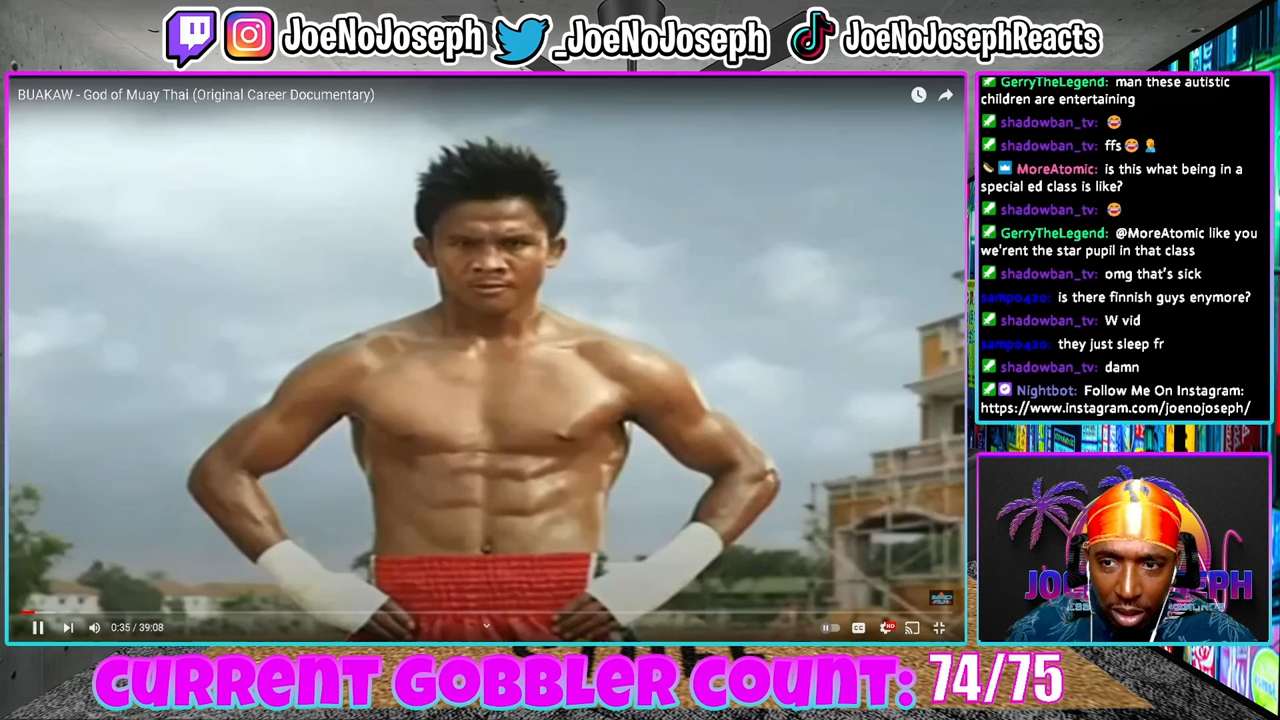 JoeNoJoseph
_JoeNoJoseph
JoeNoJosephReacts
BUAKAW - God of Muay Thai (Original Career Documentary)
GerryTheLegend: man these autistic
children are entertaining
shadowban_tv: 😂
shadowban_tv: ffs😂🤦
MoreAtomic: is this what being in a
special ed class is like?
shadowban_tv: 😂
GerryTheLegend: @MoreAtomic like you
we'rent the star pupil in that class
shadowban_tv: omg that's sick
sampo420: is there finnish guys enymore?
shadowban_tv: W vid
sampo420: they just sleep fr
shadowban_tv: damn
Nightbot: Follow Me On Instagram:
https://www.instagram.com/joenojoseph/
0:35 / 39:08
CC
HD
CURRENT GOBBLER COUNT: 74/75